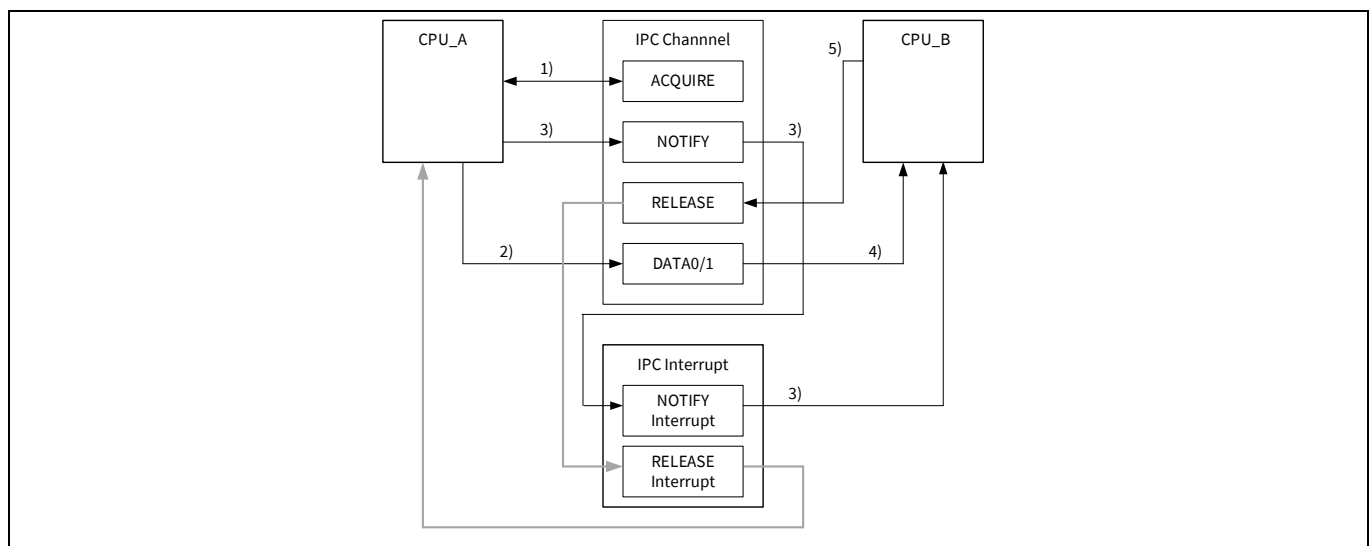 CPU_A
IPC Channnel
CPU_B
5)
1)
ACQUIRE
3)
NOTIFY
3)
RELEASE
2)
DATA0/1
4)
IPC Interrupt
NOTIFY
Interrupt
3)
RELEASE
Interrupt